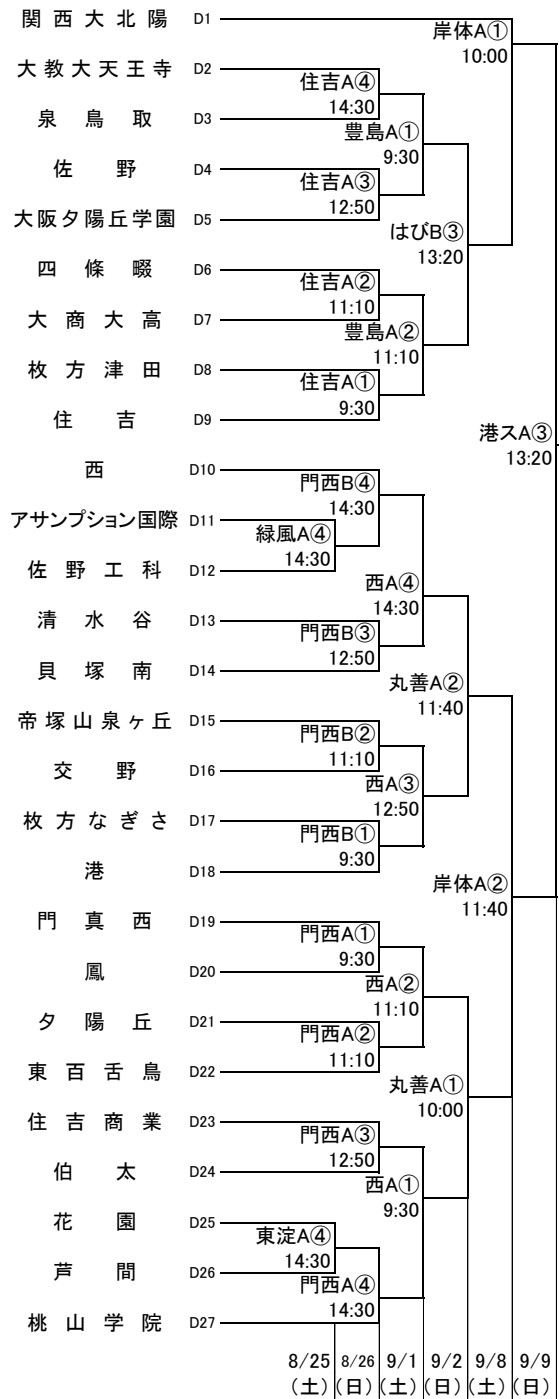 関西大北陽 D1
岸体A①
10:00
大教大天王寺 D2
住吉A④
14:30
泉鳥取 D3
豊島A①
9:30
佐野 D4
住吉A③
12:50
大阪夕陽丘学園 D5
はびB③
13:20
四條畷 D6
住吉A②
11:10
大商大高 D7
豊島A②
11:10
枚方津田 D8
住吉A①
9:30
住吉 D9
港スA③
13:20
西 D10
門西B④
14:30
アサンプション国際 D11
緑風A④
14:30
佐野工科 D12
西A④
14:30
清水谷 D13
門西B③
12:50
貝塚南 D14
丸善A②
11:40
帝塚山泉ヶ丘 D15
門西B②
11:10
交野 D16
西A③
12:50
枚方なぎさ D17
門西B①
9:30
港 D18
岸体A②
11:40
門真西 D19
門西A①
9:30
鳳 D20
西A②
11:10
夕陽丘 D21
門西A②
11:10
東百舌鳥 D22
丸善A①
10:00
住吉商業 D23
門西A③
12:50
伯太 D24
西A①
9:30
花園 D25
東淀A④
14:30
芦間 D26
門西A④
14:30
桃山学院 D27
8/25 8/26 9/1 9/2 9/8 9/9
(土) (日) (土) (日) (土) (日)